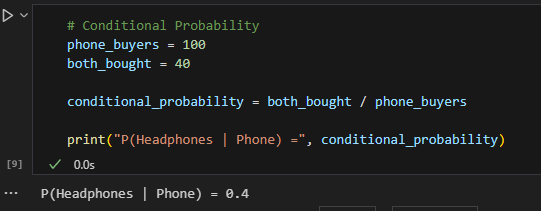 # Conditional Probability
phone_buyers = 100
both_bought = 40
conditional_probability = both_bought / phone_buyers
print("P(Headphones | Phone) =", conditional_probability)
[9]
0.0s
P(Headphones | Phone) = 0.4